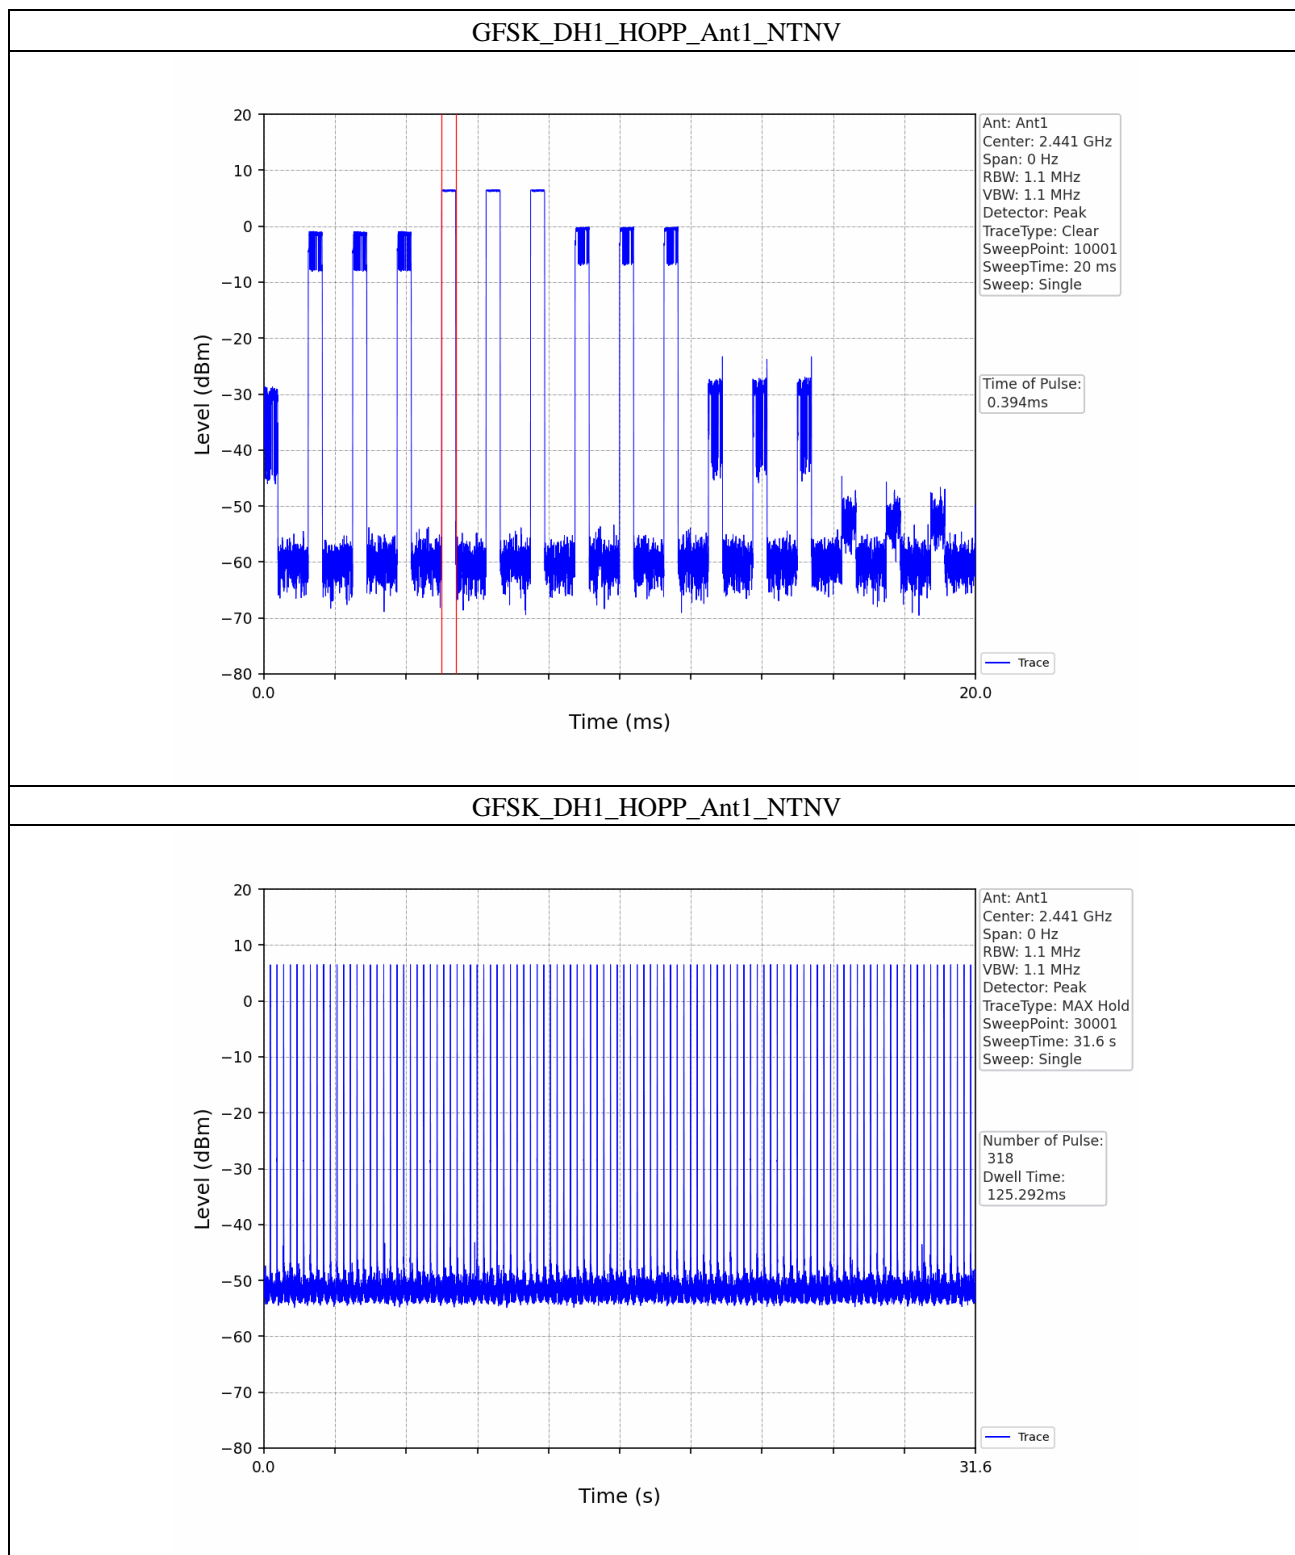 GFSK_DH1_HOPP_Ant1_NTNV
20
10
0
−10
−20
−30
−40
−50
−60
−70
−80
Level (dBm)
0.0
20.0
Time (ms)
Ant: Ant1
Center: 2.441 GHz
Span: 0 Hz
RBW: 1.1 MHz
VBW: 1.1 MHz
Detector: Peak
TraceType: Clear
SweepPoint: 10001
SweepTime: 20 ms
Sweep: Single
Time of Pulse:
0.394ms
Trace
GFSK_DH1_HOPP_Ant1_NTNV
20
10
0
−10
−20
−30
−40
−50
−60
−70
−80
Level (dBm)
0.0
31.6
Time (s)
Ant: Ant1
Center: 2.441 GHz
Span: 0 Hz
RBW: 1.1 MHz
VBW: 1.1 MHz
Detector: Peak
TraceType: MAX Hold
SweepPoint: 30001
SweepTime: 31.6 s
Sweep: Single
Number of Pulse:
318
Dwell Time:
125.292ms
Trace